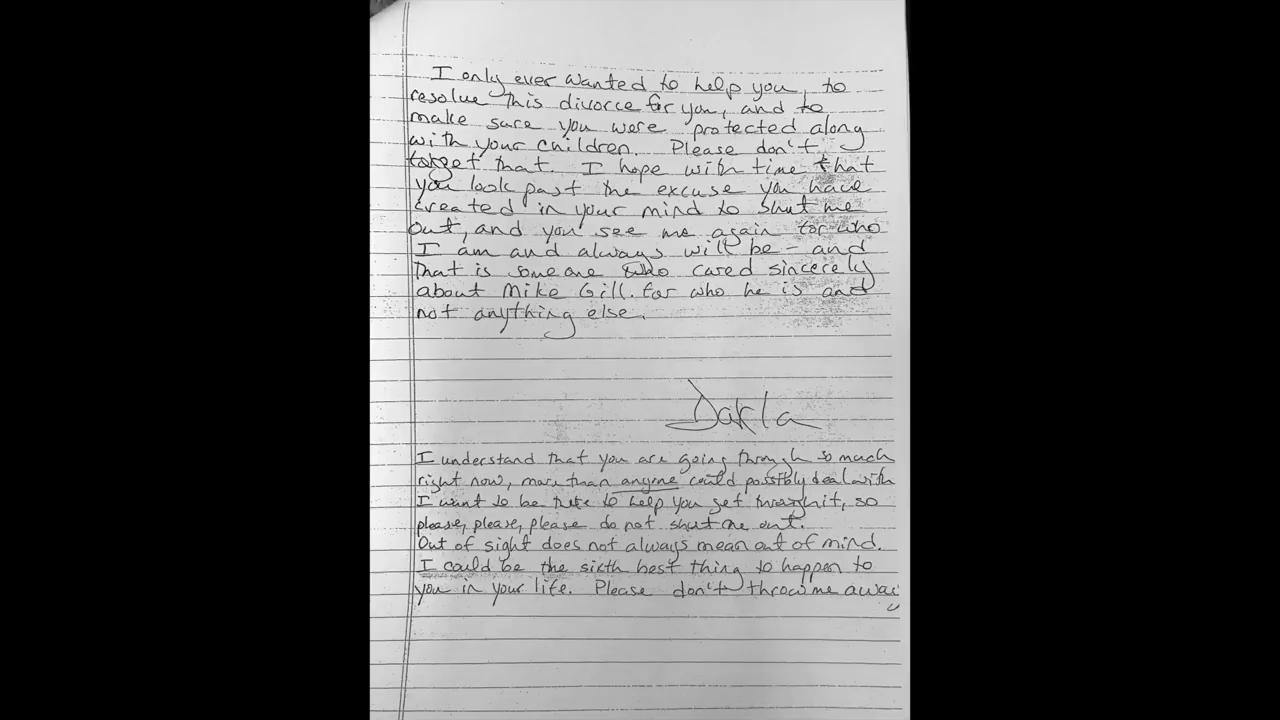 I only ever wanted to help you, to
resolve this divorce for you, and to
make sure you were protected along
with your children. Please don't
forget that. I hope with time that
you look past the excuse you have
created in your mind to shut me
out, and you see me again for who
I am and always will be - and
that is someone who cared sincerely
about Mike Gill. for who he is and
not anything else.
Dakla
I understand that you are going through so much
right now, more than anyone could possibly deal with
I want to be here to help you get through it, so
please, please, please do not shut me out.
Out of sight does not always mean out of mind.
I could be the sixth best thing to happen to
you in your life. Please don't throw me away